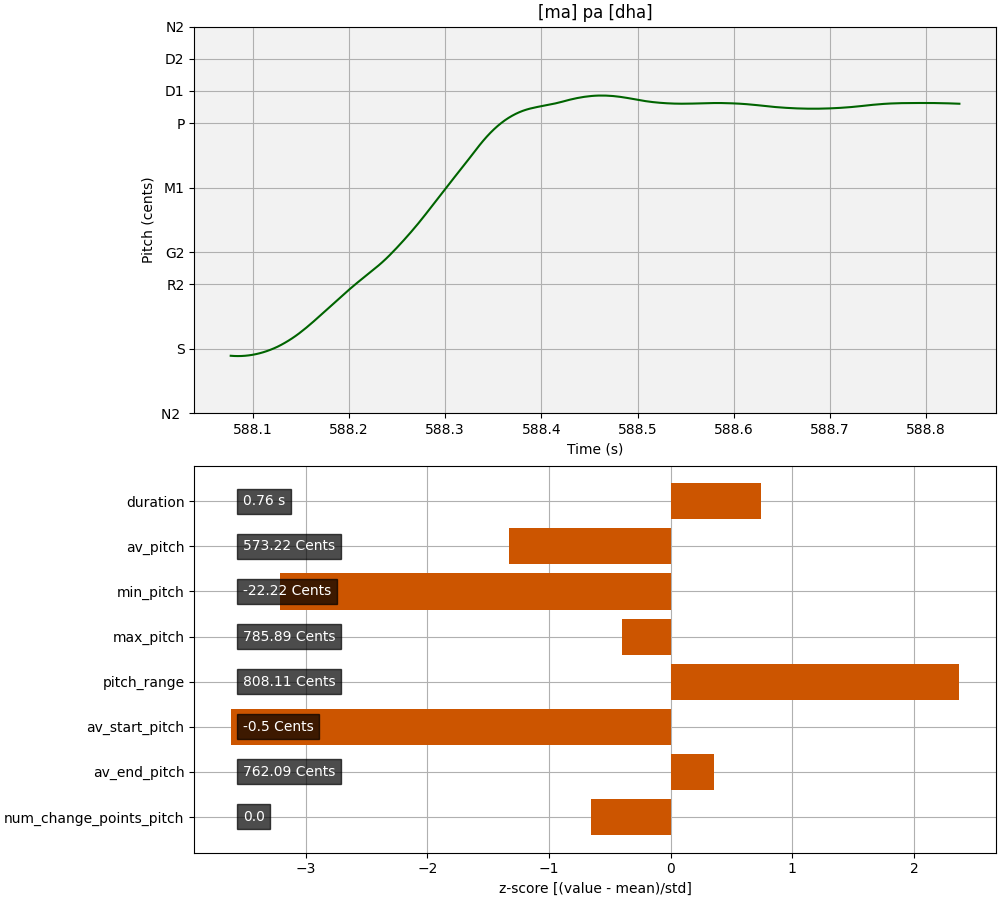 [ma] pa [dha]
N2
D2
D1
P
M1
G2
R2
S
N2
Pitch (cents)
588.1 588.2 588.3 588.4 588.5 588.6 588.7 588.8
Time (s)
duration 0.76 s
av_pitch 573.22 Cents
min_pitch -22.22 Cents
max_pitch 785.89 Cents
pitch_range 808.11 Cents
av_start_pitch -0.5 Cents
av_end_pitch 762.09 Cents
num_change_points_pitch 0.0
−3 −2 −1 0 1 2
z-score [(value - mean)/std]